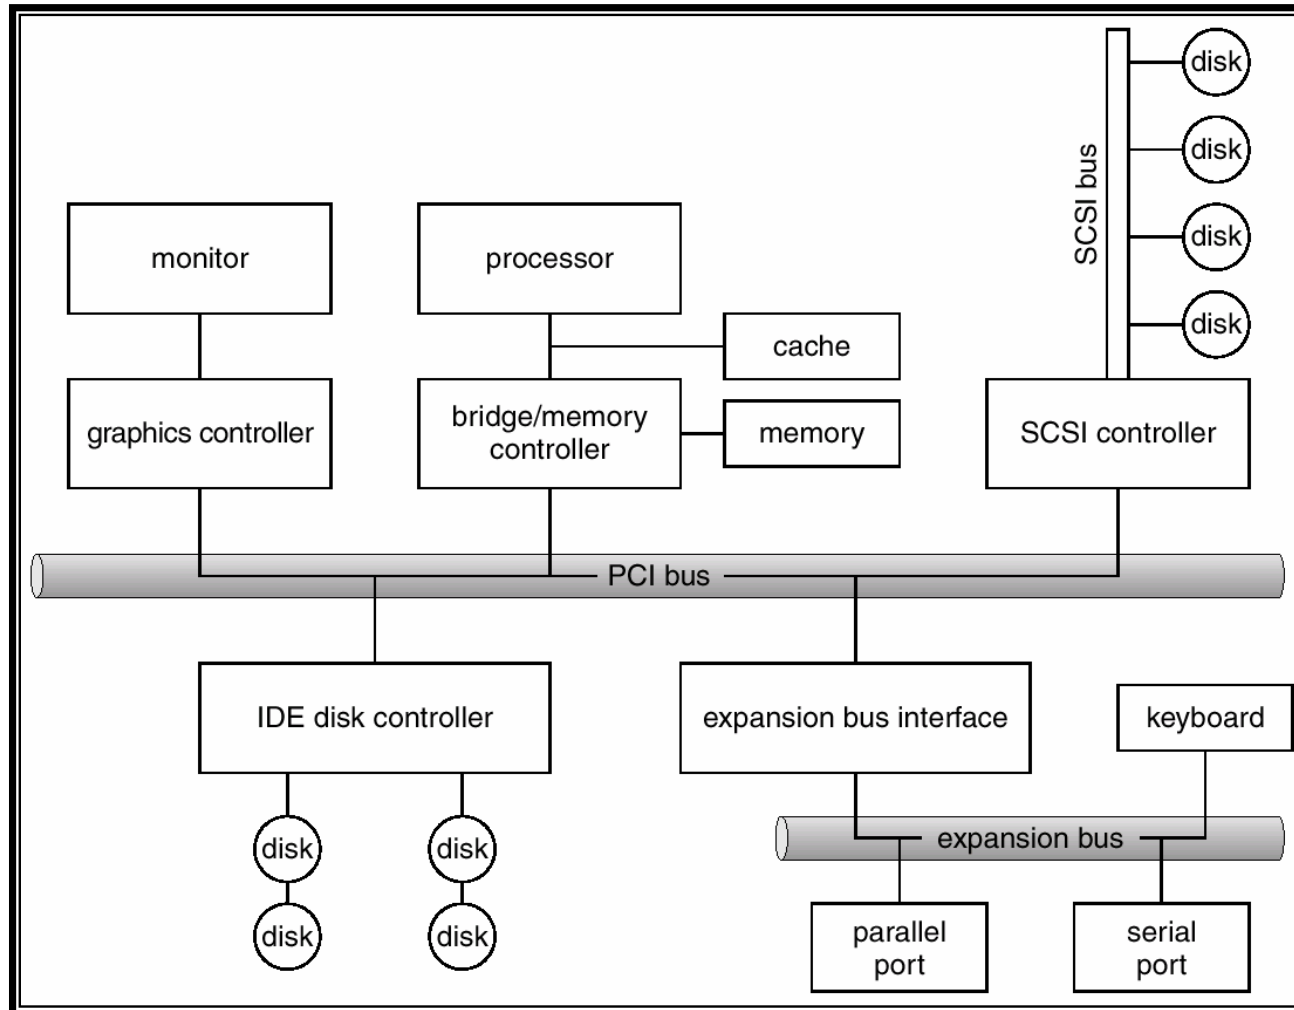 disk
disk
SCSI bus
disk
disk
monitor
processor
cache
graphics controller
bridge/memory
controller
memory
SCSI controller
PCI bus
IDE disk controller
expansion bus interface
keyboard
disk
disk
expansion bus
disk
disk
parallel
port
serial
port